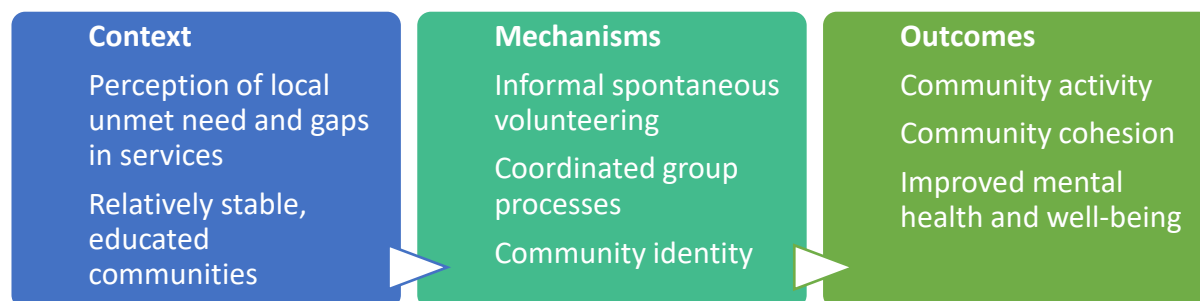 Context
Perception of local
unmet need and gaps
in services
Relatively stable,
educated
communities
Mechanisms
Informal spontaneous
volunteering
Coordinated group
processes
Community identity
Outcomes
Community activity
Community cohesion
Improved mental
health and well-being